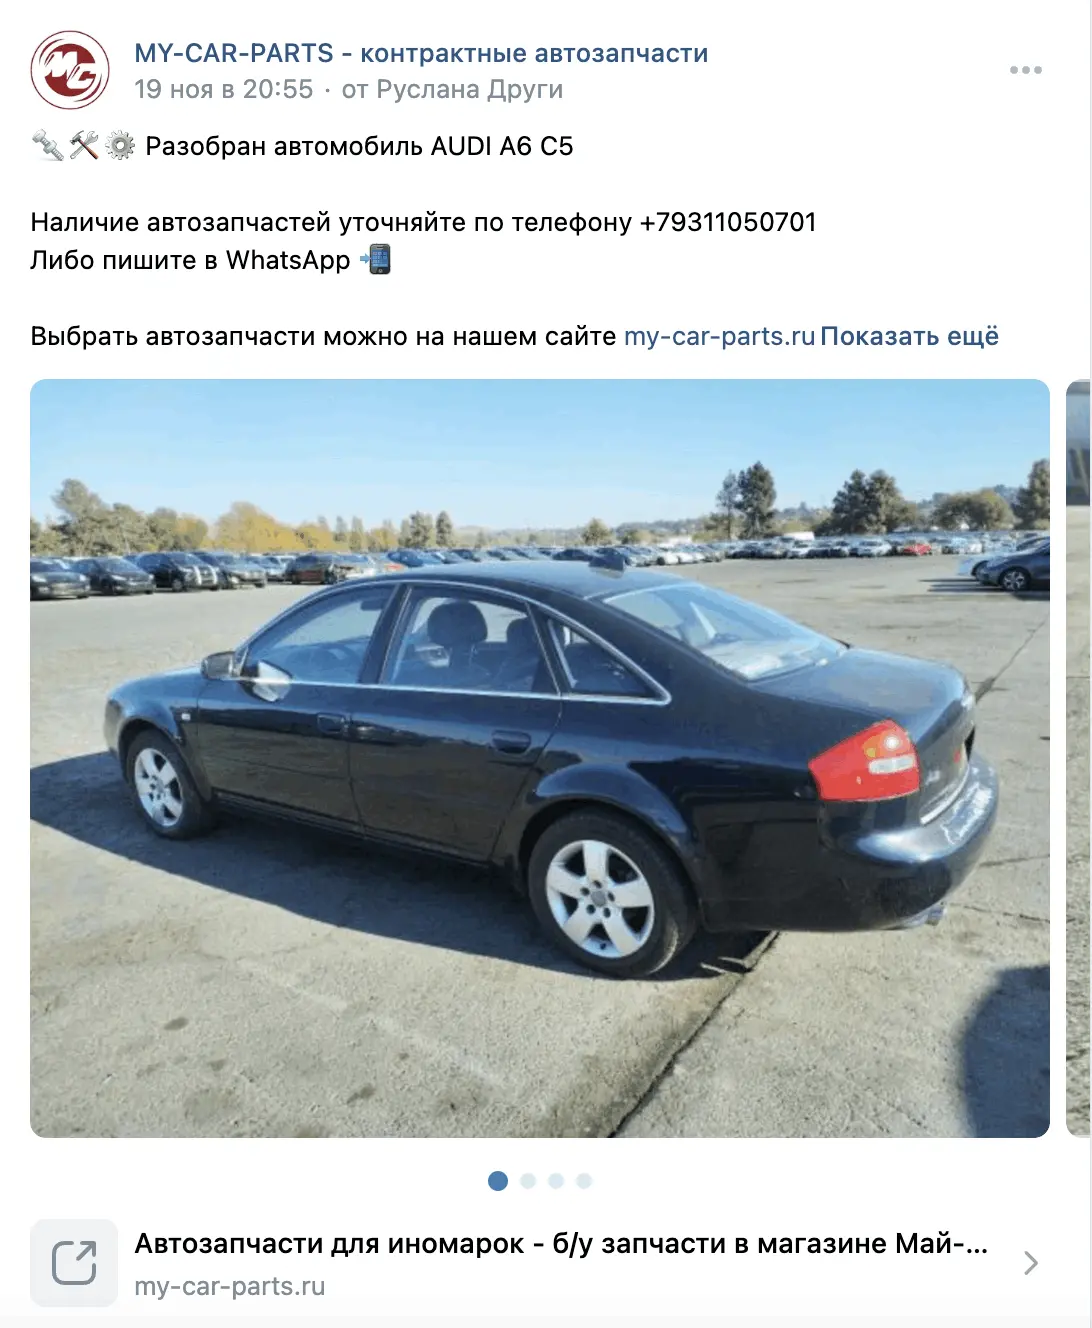 MC
MY-CAR-PARTS - контрактные автозапчасти
19 ноя в 20:55 · от Руслана Други
🔩🛠⚙ Разобран автомобиль AUDI A6 C5
Наличие автозапчастей уточняйте по телефону +79311050701
Либо пишите в WhatsApp 📲
Выбрать автозапчасти можно на нашем сайте my-car-parts.ru Показать ещё
Автозапчасти для иномарок - б/у запчасти в магазине Май-...
my-car-parts.ru